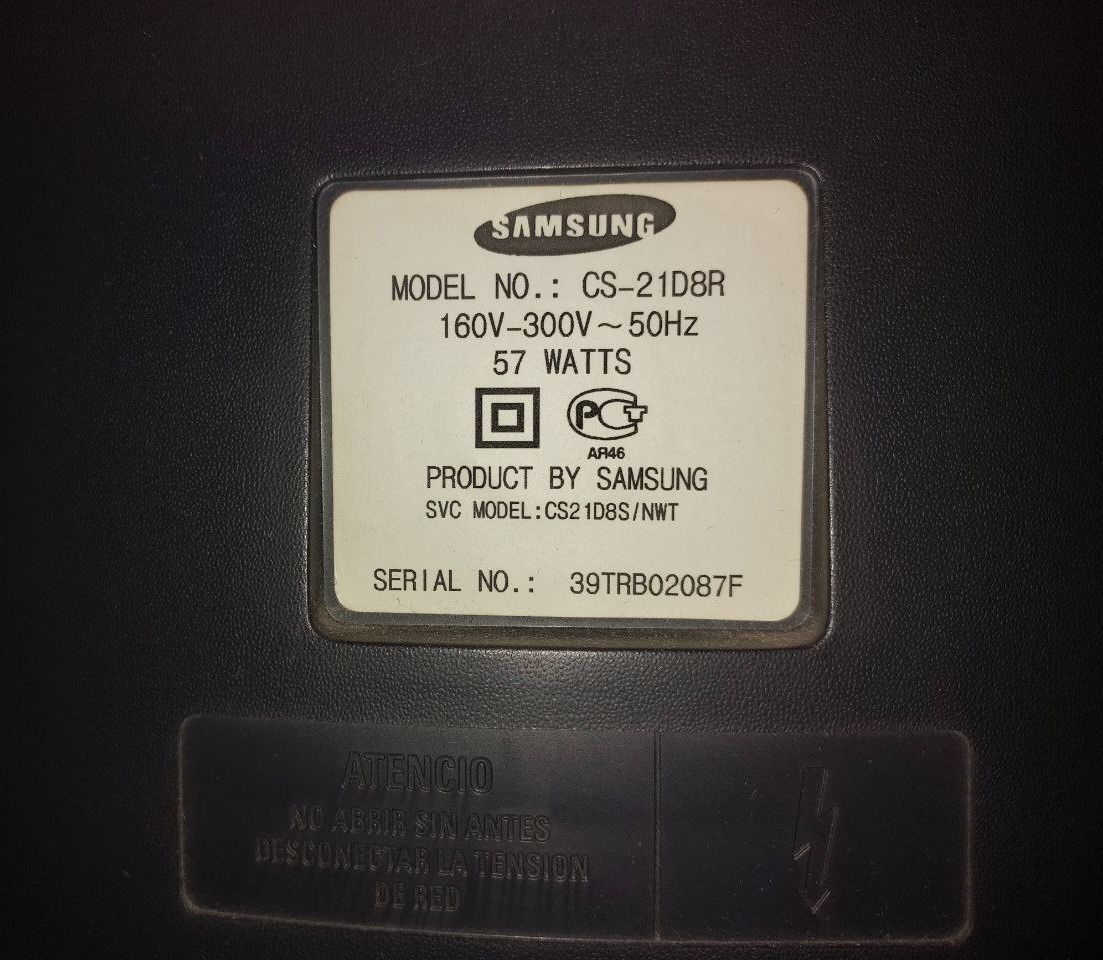 SAMSUNG
MODEL NO.: CS-21D8R
160V-300V~50Hz
57 WATTS
PCT
АЯ46
PRODUCT BY SAMSUNG
SVC MODEL:CS21D8S/NWT
SERIAL NO.: 39TRB02087F
ATENCIO
NO ABRIR SIN ANTES
DESCONECTAR LA TENSION
DE RED